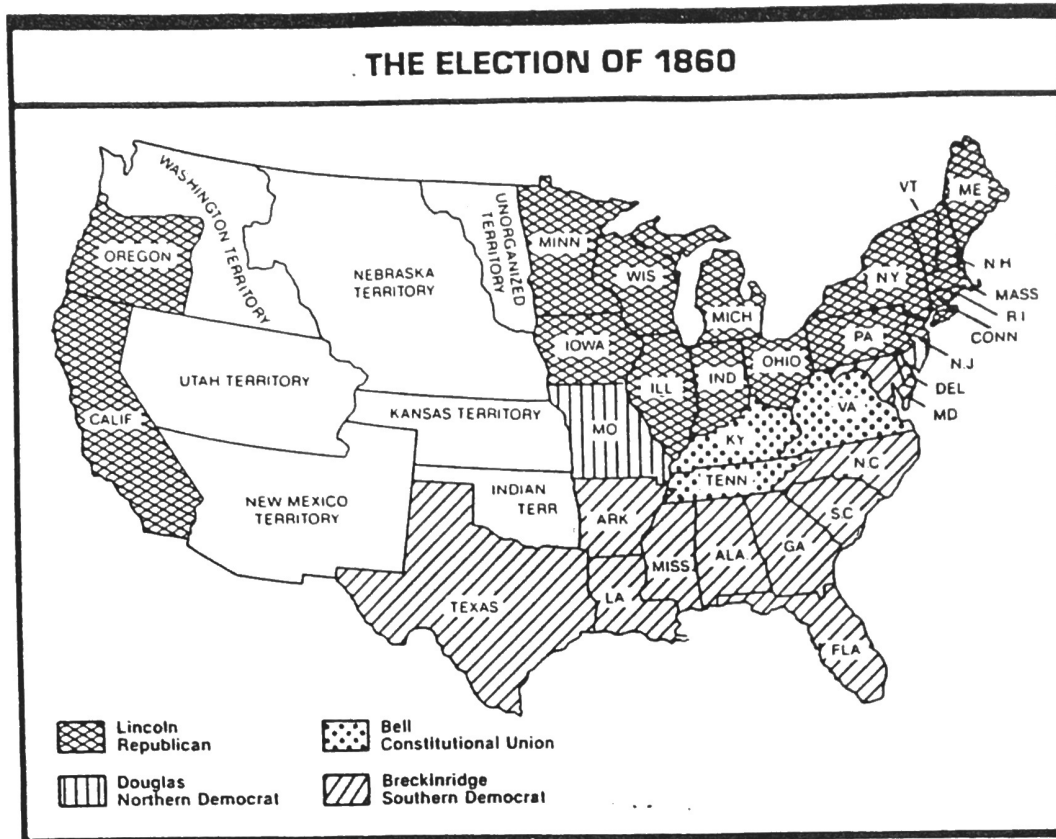 THE ELECTION OF 1860
WASHINGTON TERRITORY
OREGON
NEBRASKA
TERRITORY
UNORGANIZED
TERRITORY
MINN
WIS
MICH
VT
ME
NY
N H
MASS
R I
CONN
PA
N.J
DEL
MD
IOWA
ILL
IND
OHIO
UTAH TERRITORY
CALIF
KANSAS TERRITORY
MO
KY
VA
TENN
N.C
NEW MEXICO
TERRITORY
INDIAN
TERR
ARK
S.C
MISS.
ALA.
GA
TEXAS
LA
FLA
Lincoln
Republican
Bell
Constitutional Union
Douglas
Northern Democrat
Breckinridge
Southern Democrat